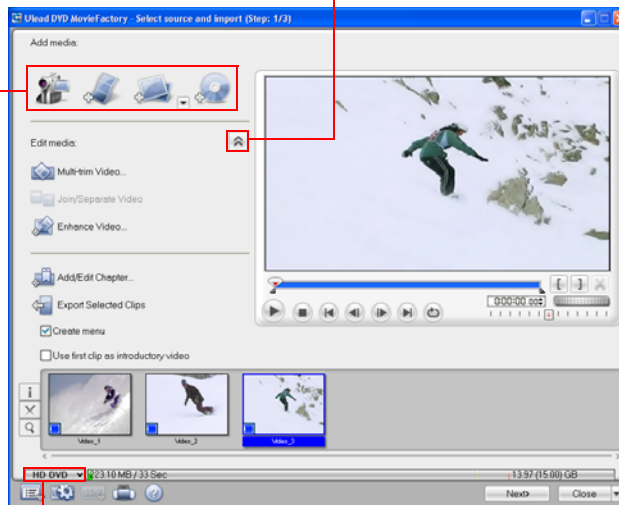 Ulead DVD MovieFactory - Select source and import (Step: 1/3)
Add media:
Edit media:
Multi-trim Video...
Join/Separate Video
Enhance Video...
Add/Edit Chapter...
Export Selected Clips
Create menu
Use first clip as introductory video
0:00:00.00
Video_1
Video_2
Video_3
HD DVD
223.10 MB / 33 Sec
13.97 (15.00) GB
Next>
Close